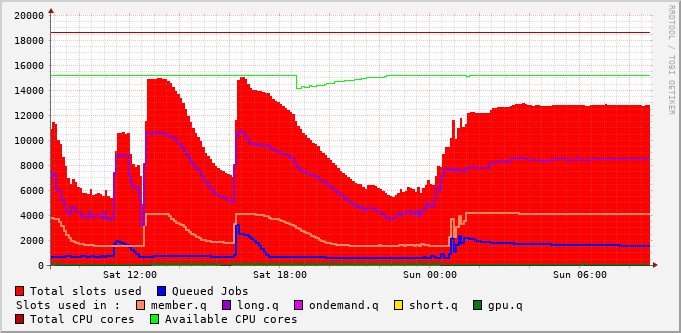 20000
18000
16000
14000
12000
10000
8000
6000
4000
2000
0
Sat 12:00 Sat 18:00 Sun 00:00 Sun 06:00
Total slots used Queued Jobs
Slots used in : member.q long.q ondemand.q short.q gpu.q
Total CPU cores Available CPU cores
RRDTOOL / TOBI OETIKER